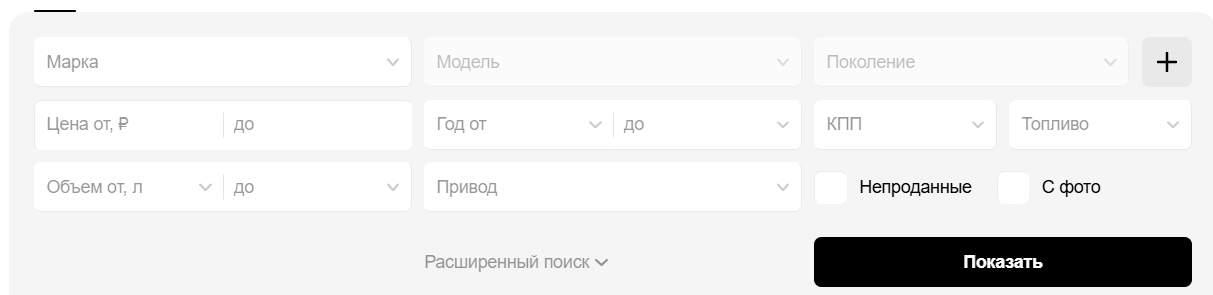 Марка Модель Поколение
Цена от, ₽ до Год от до КПП Топливо
Объем от, л до Привод Непроданные С фото
Расширенный поиск Показать